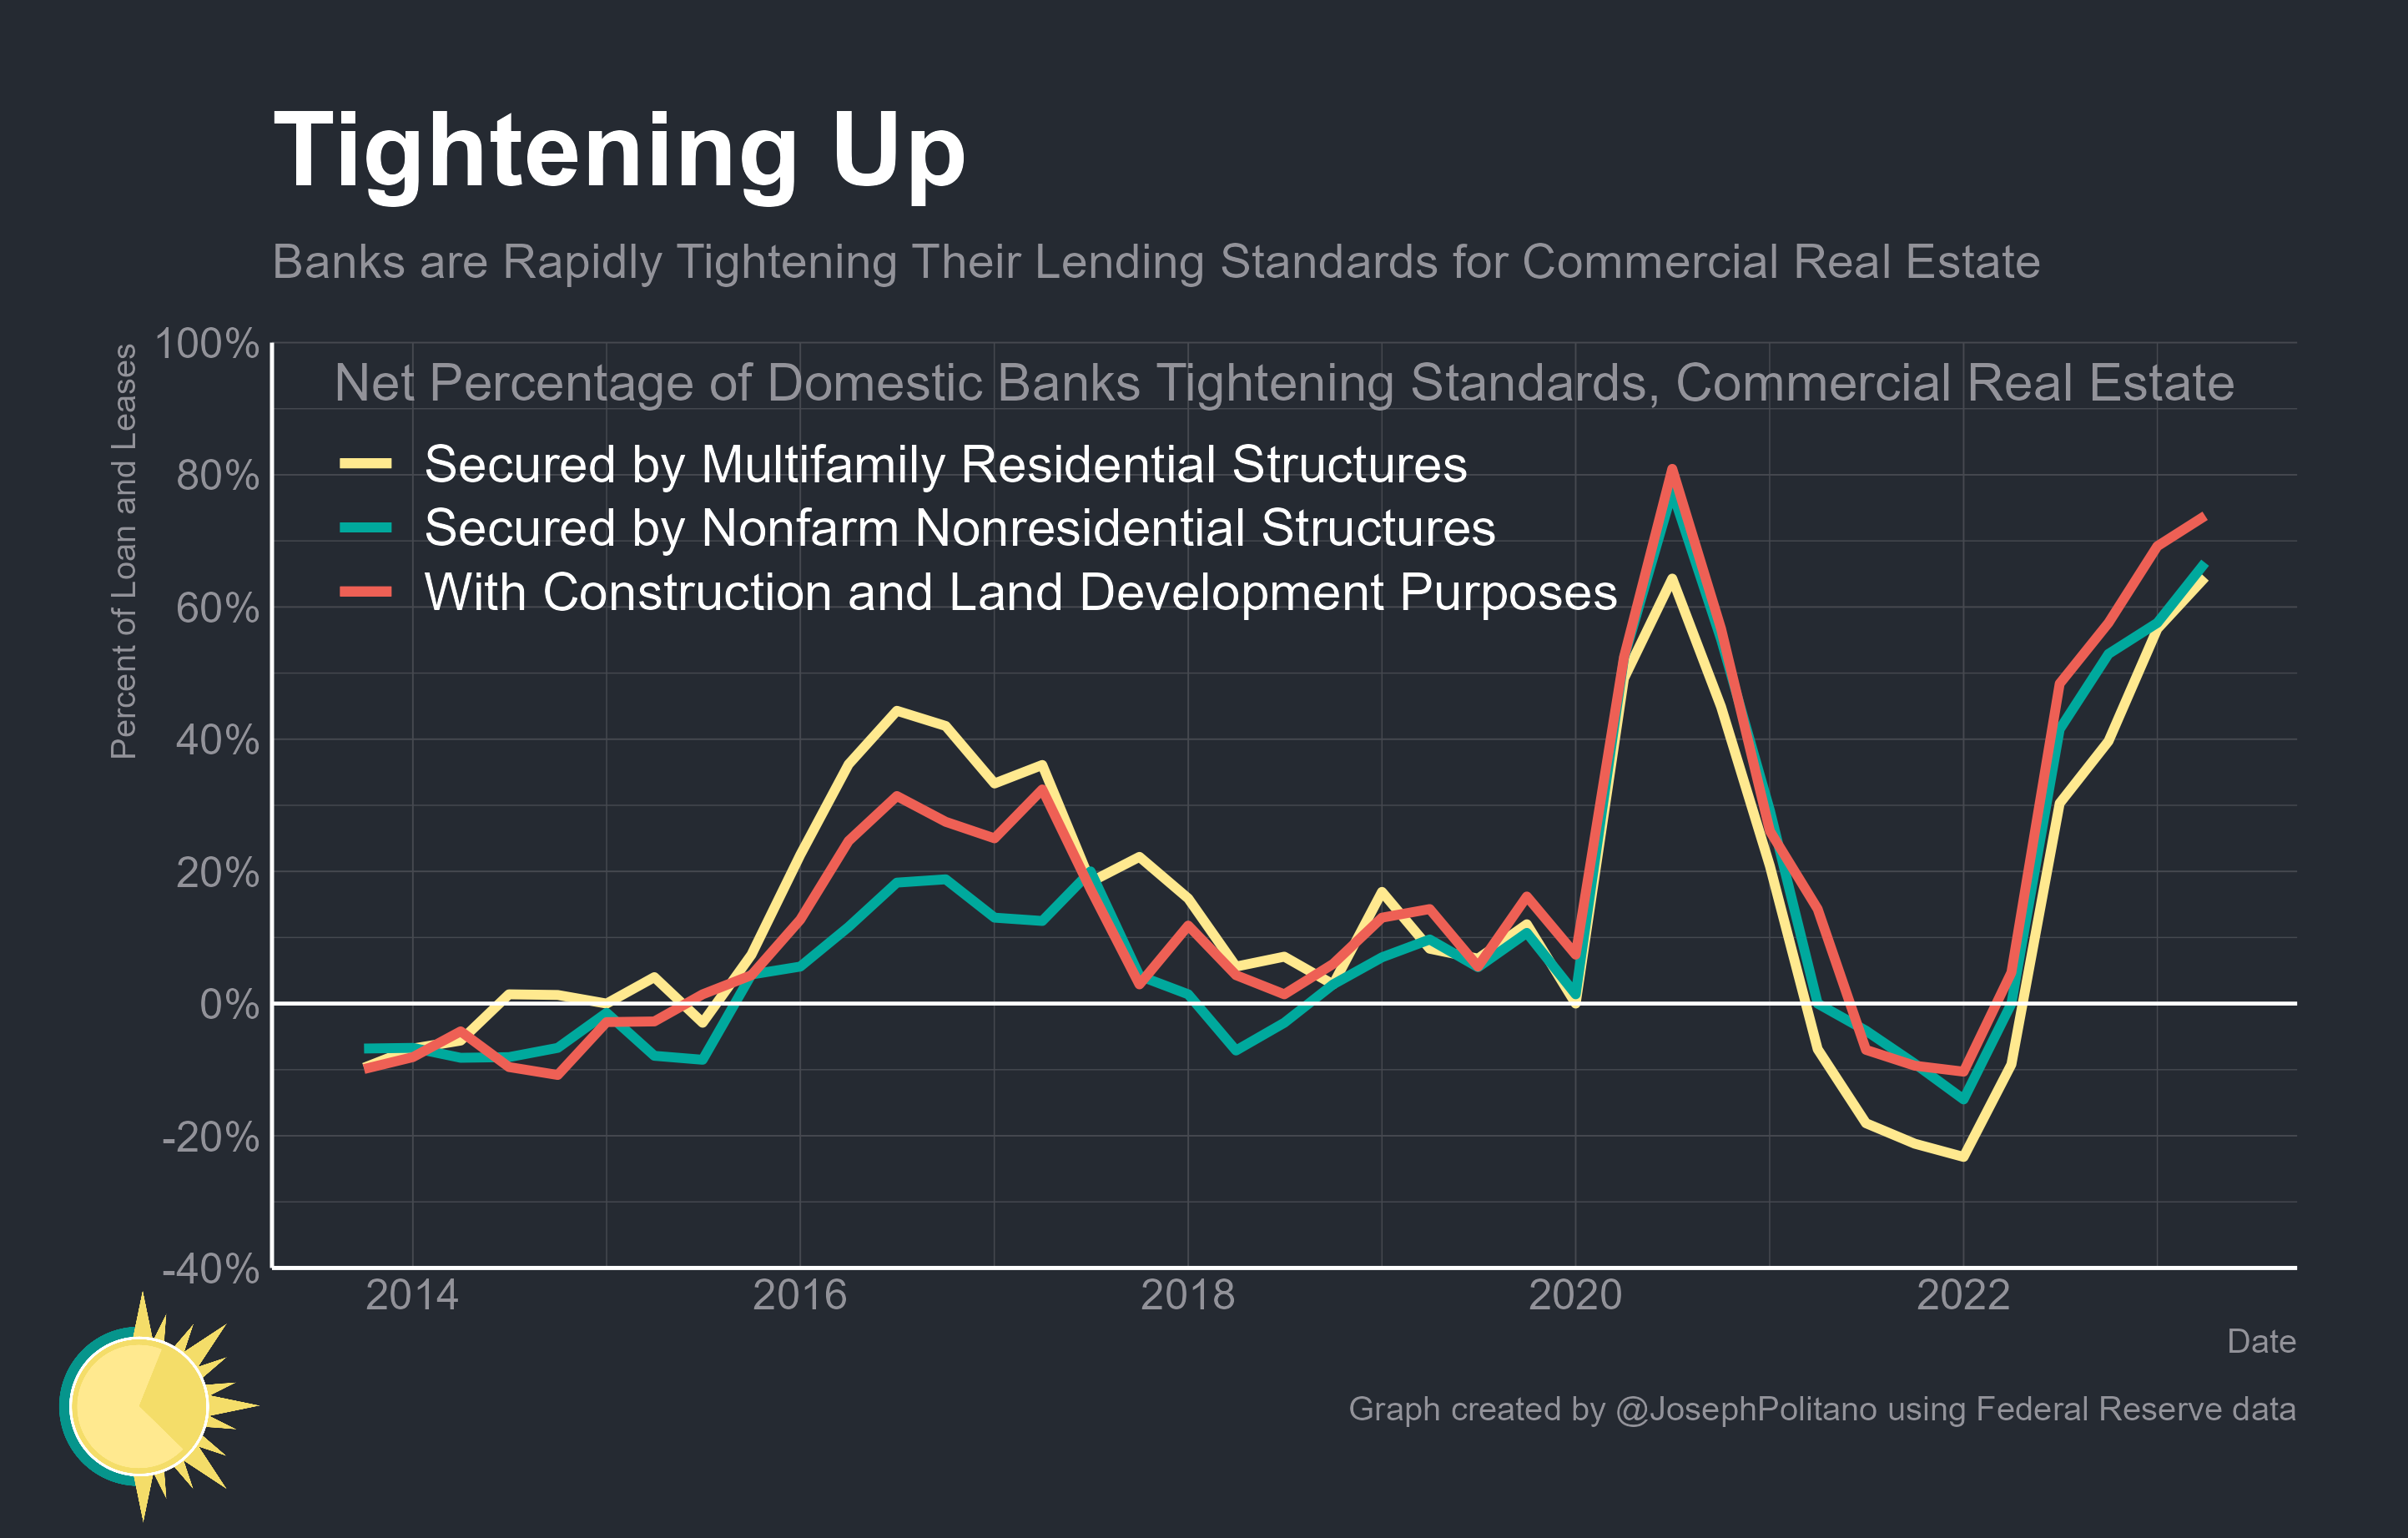 Tightening Up
Banks are Rapidly Tightening Their Lending Standards for Commercial Real Estate
Percent of Loan and Leases
100%
80%
60%
40%
20%
0%
-20%
-40%
Net Percentage of Domestic Banks Tightening Standards, Commercial Real Estate
Secured by Multifamily Residential Structures
Secured by Nonfarm Nonresidential Structures
With Construction and Land Development Purposes
2014 2016 2018 2020 2022
Date
Graph created by @JosephPolitano using Federal Reserve data